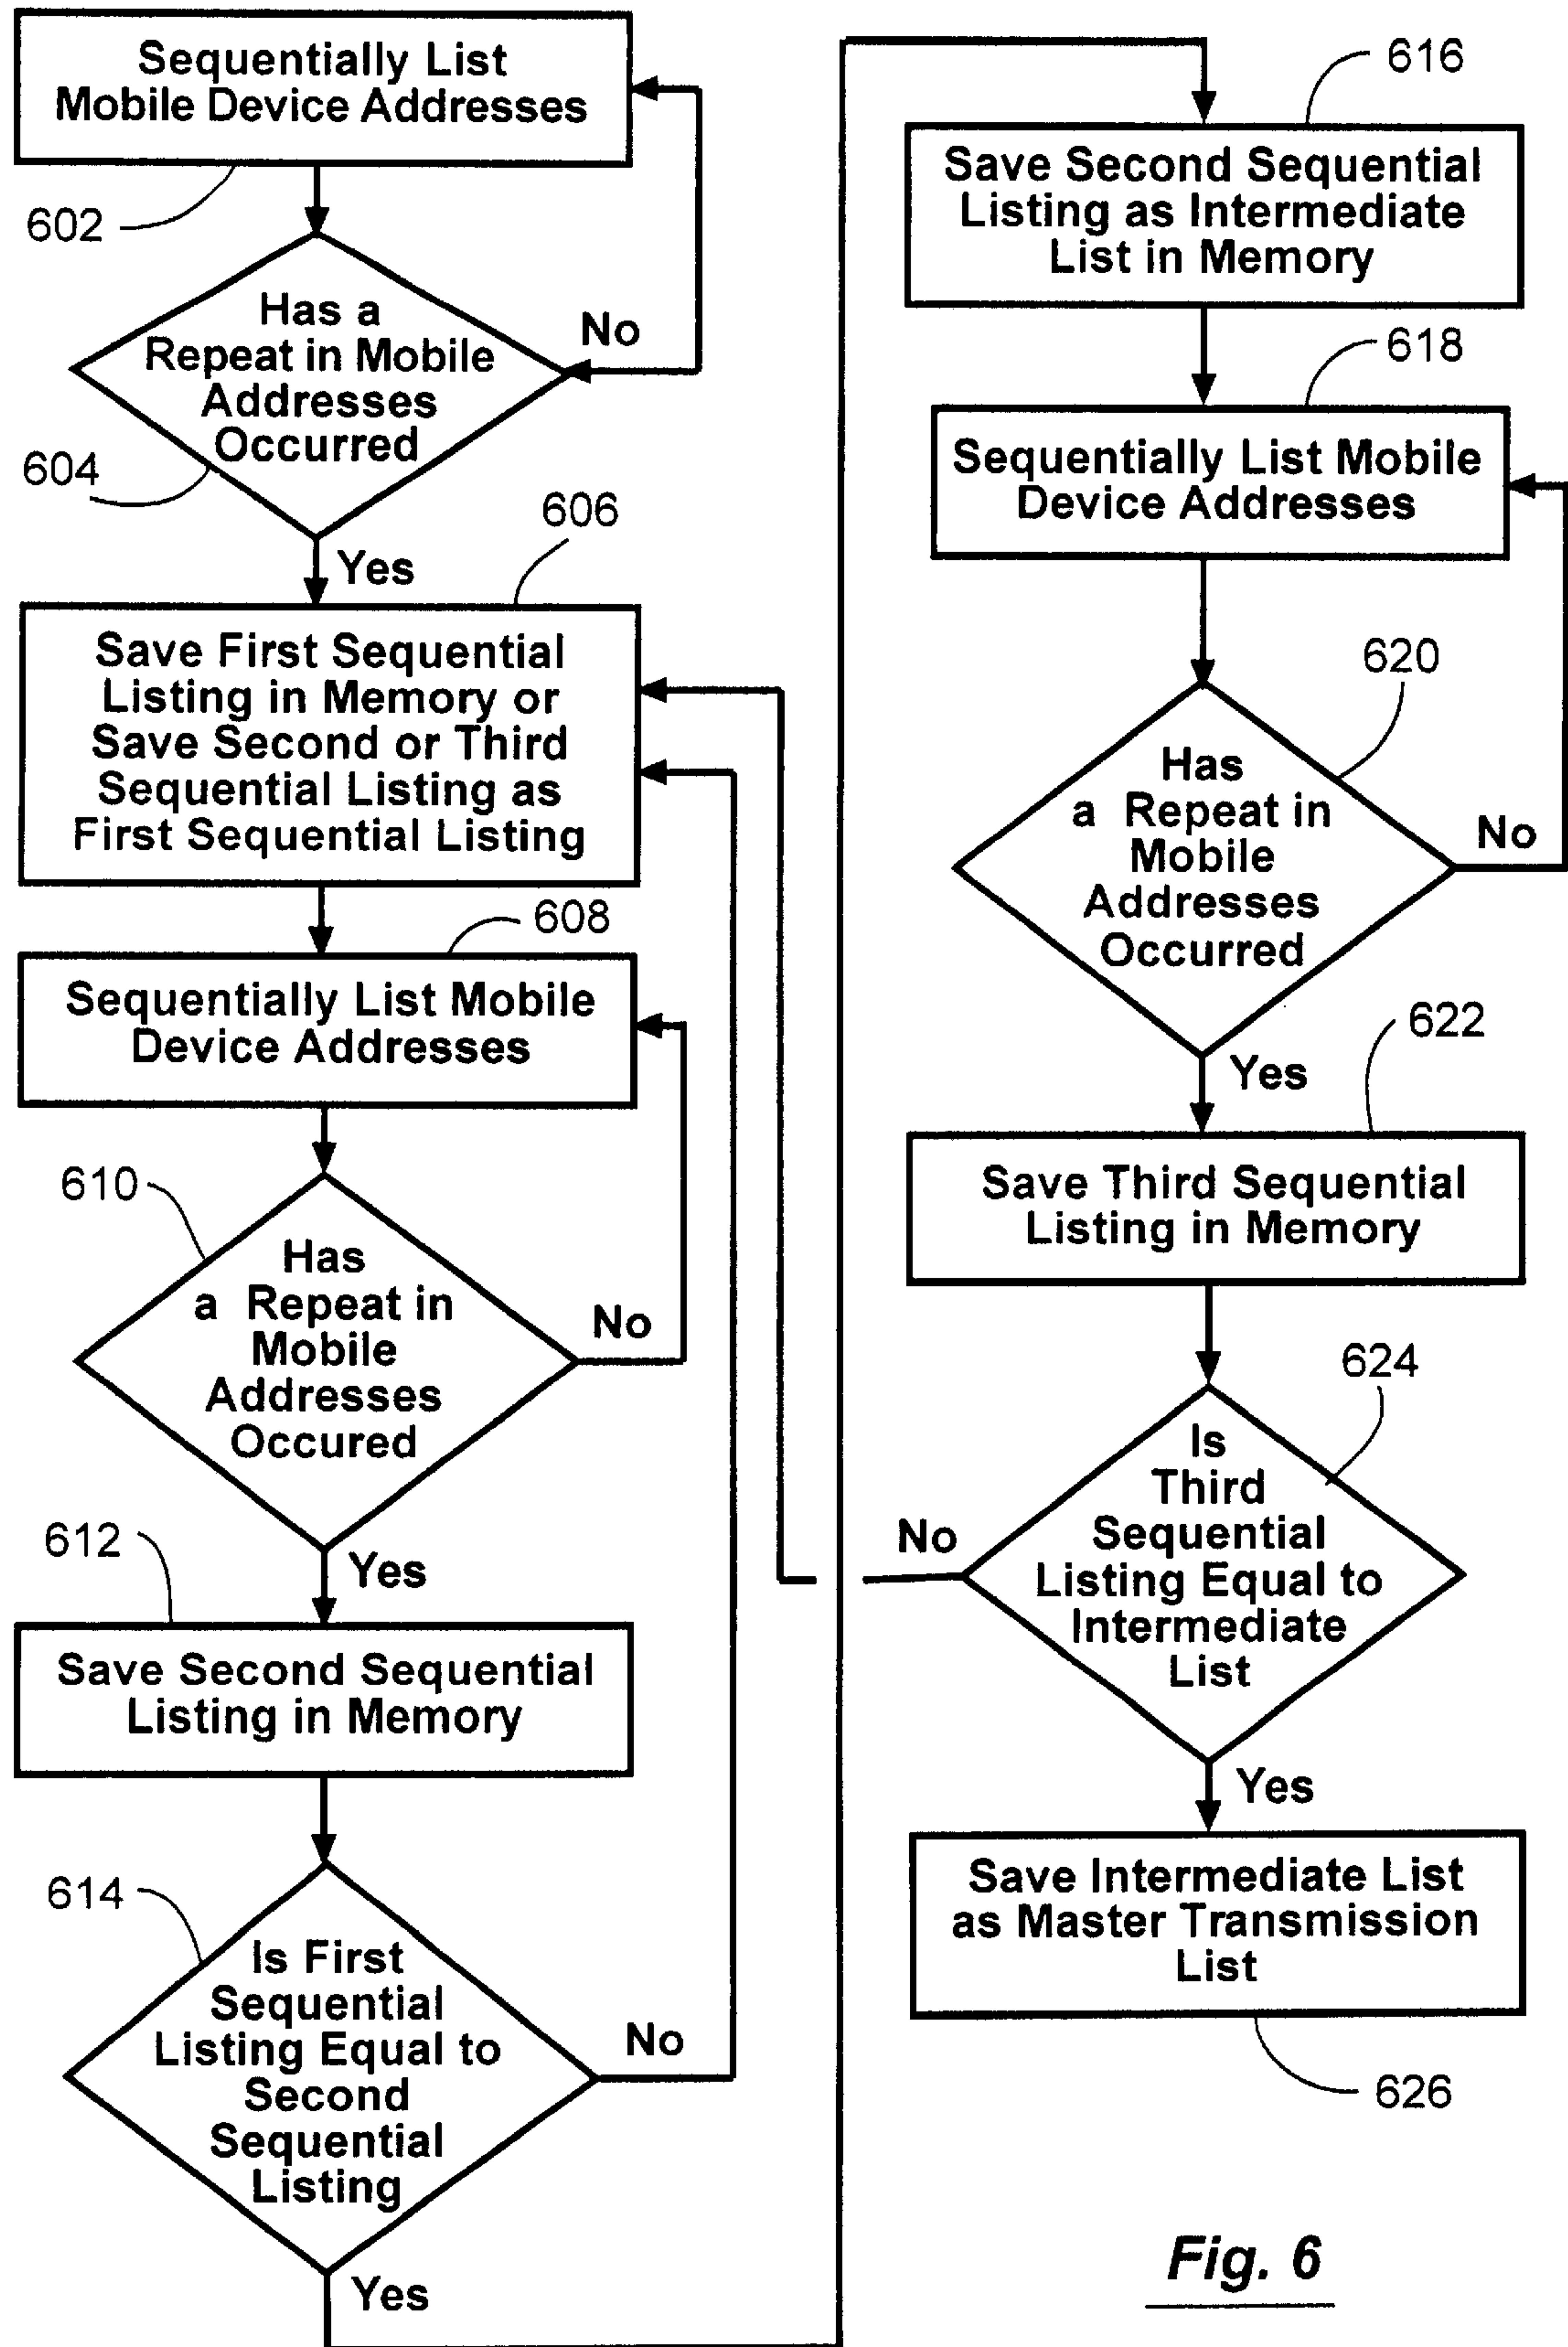 Sequentially List
Mobile Device Addresses
602
Has a
Repeat in Mobile
Addresses
Occurred
No
604
Yes
606
Save First Sequential
Listing in Memory or
Save Second or Third
Sequential Listing as
First Sequential Listing
608
Sequentially List Mobile
Device Addresses
610
Has
a Repeat in
Mobile
Addresses
Occured
No
Yes
612
Save Second Sequential
Listing in Memory
614
Is First
Sequential
Listing Equal to
Second
Sequential
Listing
No
Yes
616
Save Second Sequential
Listing as Intermediate
List in Memory
618
Sequentially List Mobile
Device Addresses
620
Has
a Repeat in
Mobile
Addresses
Occurred
No
Yes
622
Save Third Sequential
Listing in Memory
624
Is
Third
Sequential
Listing Equal to
Intermediate
List
No
Yes
Save Intermediate List
as Master Transmission
List
626
Fig. 6